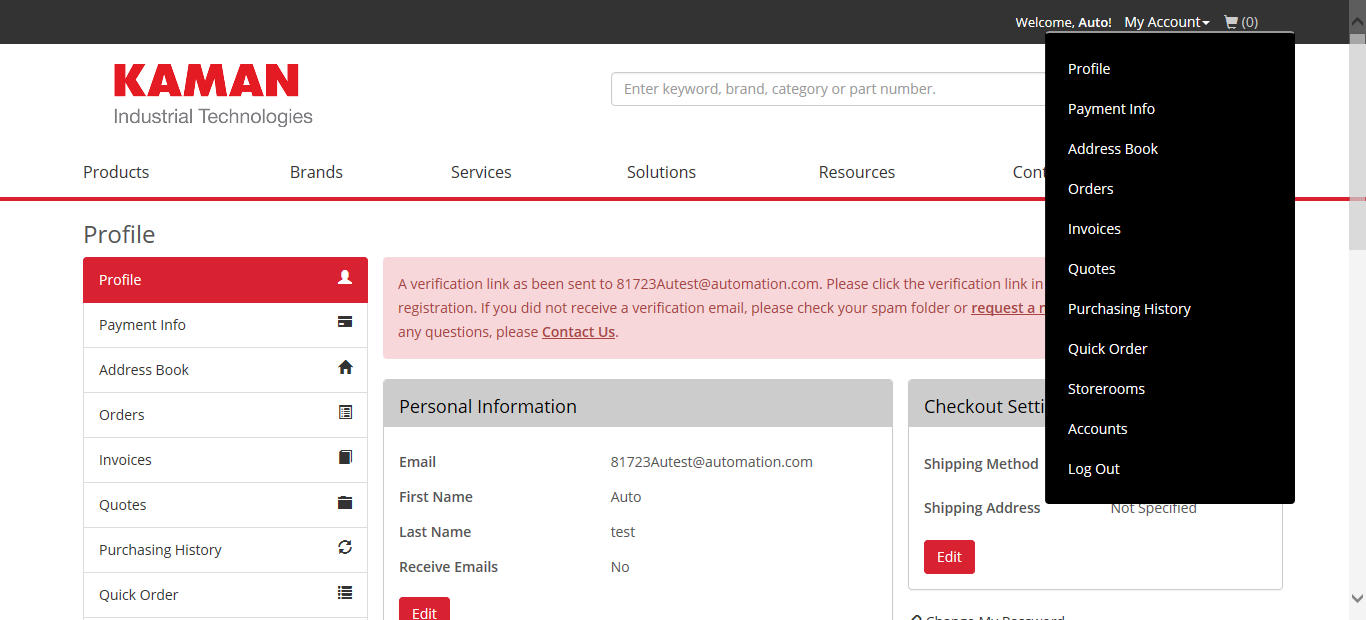 Welcome, Auto! My Account (0)
KAMAN
Industrial Technologies
Enter keyword, brand, category or part number.
Products Brands Services Solutions Resources
Profile
Payment Info
Address Book
Orders
Invoices
Quotes
Purchasing History
Quick Order
Storerooms
Accounts
Log Out
Profile
Profile
Payment Info
Address Book
Orders
Invoices
Quotes
Purchasing History
Quick Order
A verification link as been sent to 81723Autest@automation.com. Please click the verification link in
registration. If you did not receive a verification email, please check your spam folder or request a
any questions, please Contact Us.
Personal Information
Email 81723Autest@automation.com
First Name Auto
Last Name test
Receive Emails No
Edit
Checkout
Shipping Method
Shipping Address Not Specified
Edit
Change My Password